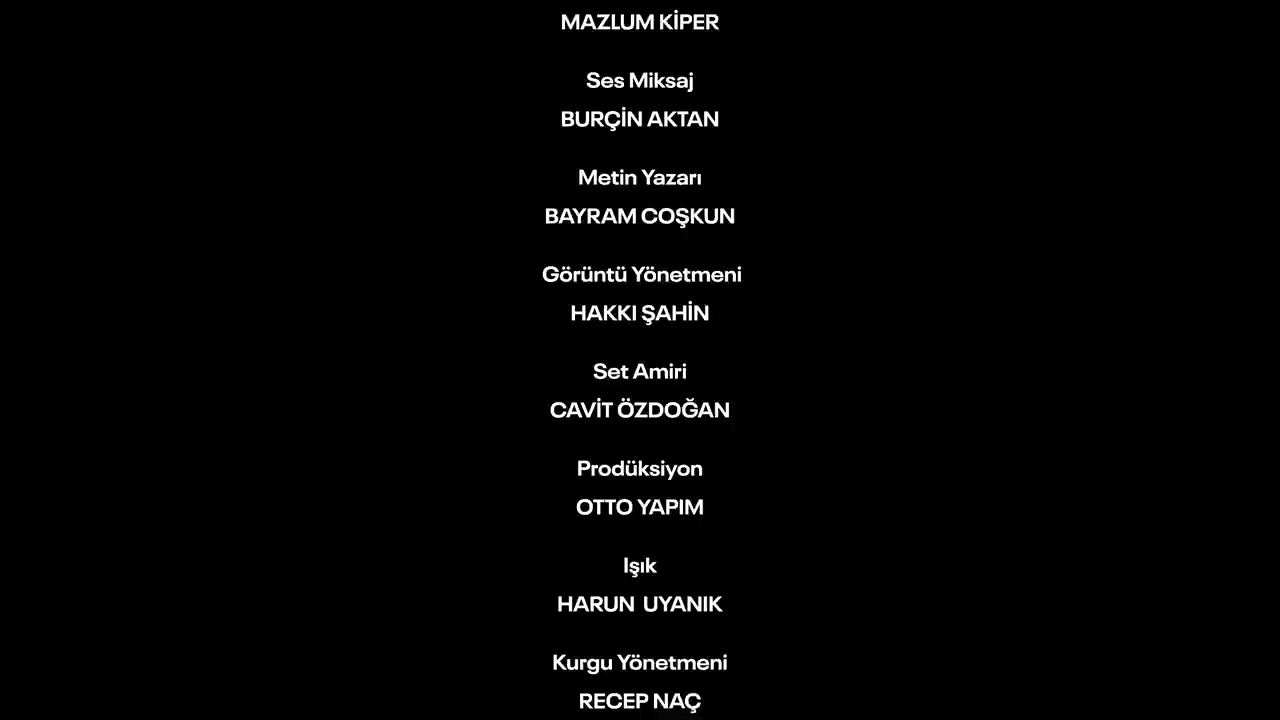 MAZLUM KİPER
Ses Miksaj
BURÇİN AKTAN
Metin Yazarı
BAYRAM COŞKUN
Görüntü Yönetmeni
HAKKI ŞAHİN
Set Amiri
CAVİT ÖZDOĞAN
Prodüksiyon
OTTO YAPIM
Işık
HARUN  UYANIK
Kurgu Yönetmeni
RECEP NAÇ